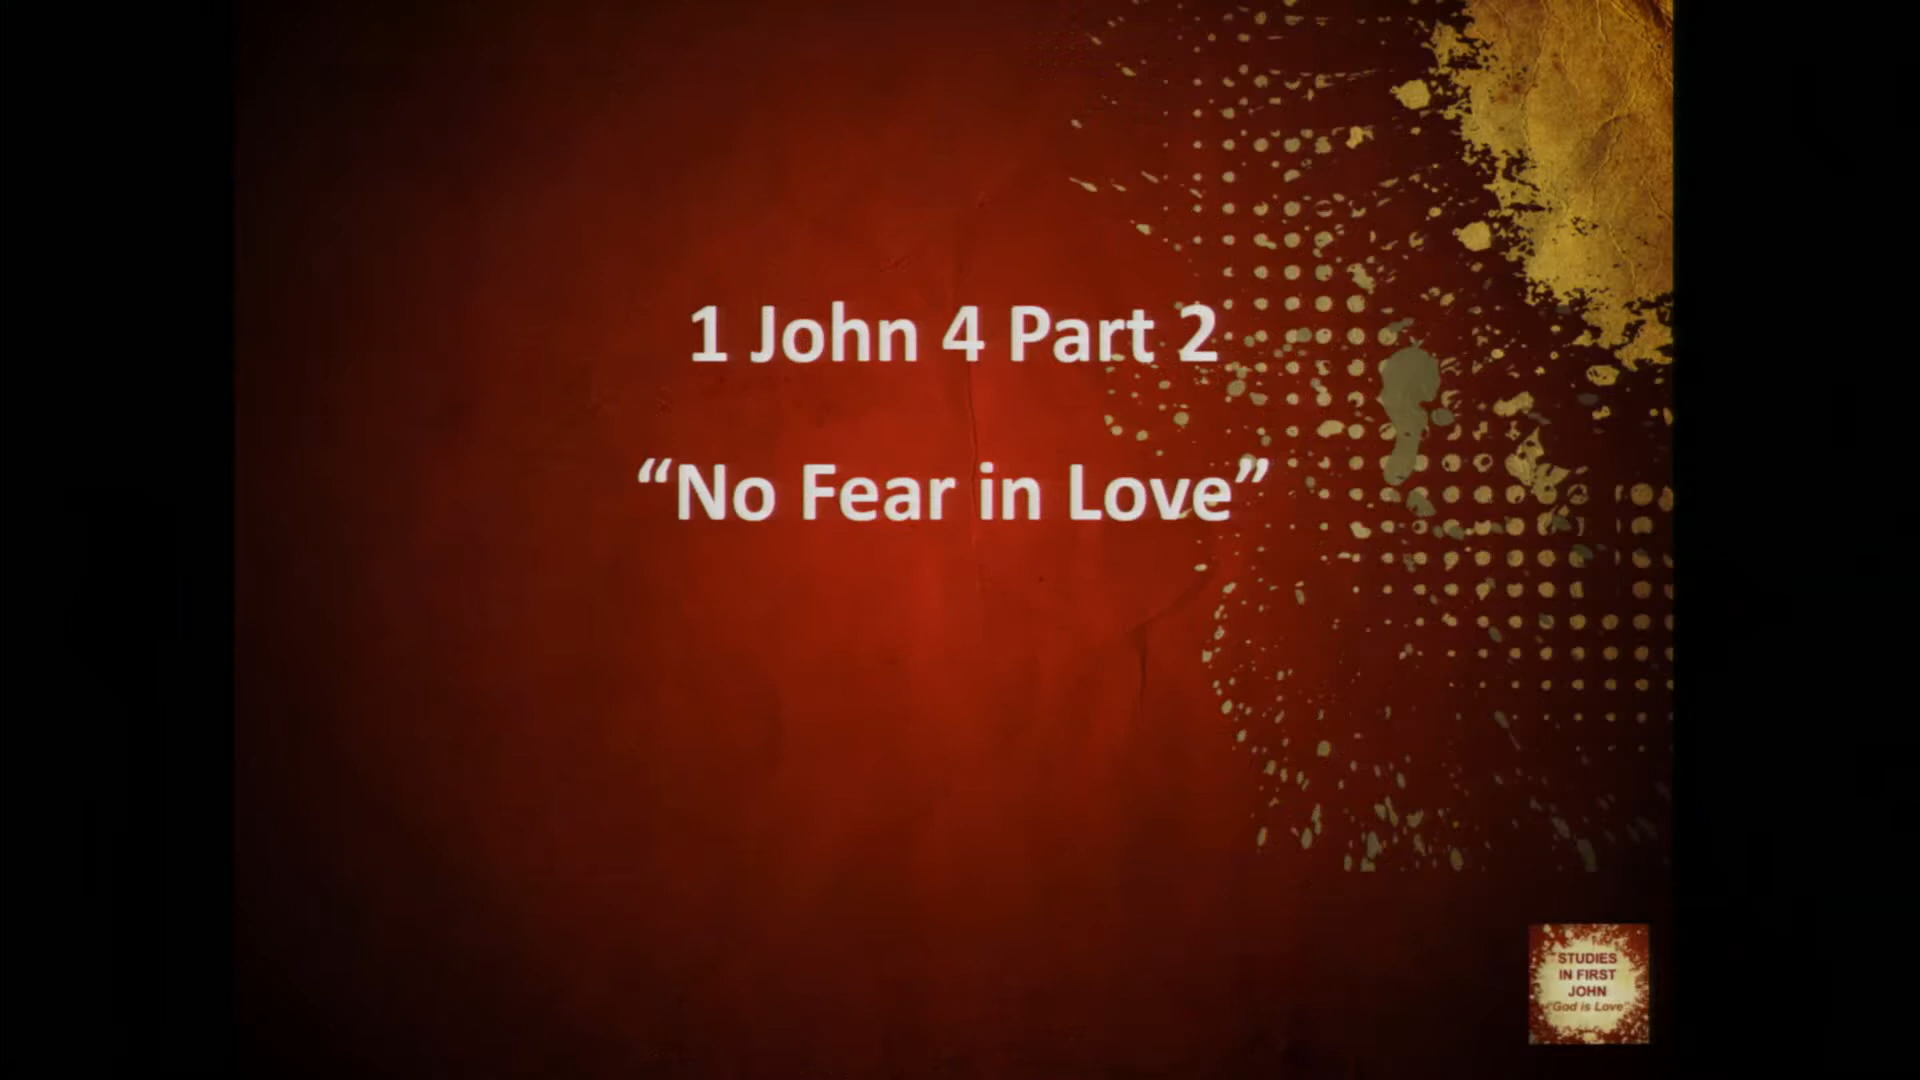 1 John 4 Part 2
“No Fear in Love”
STUDIES
IN FIRST
JOHN
"God is Love"